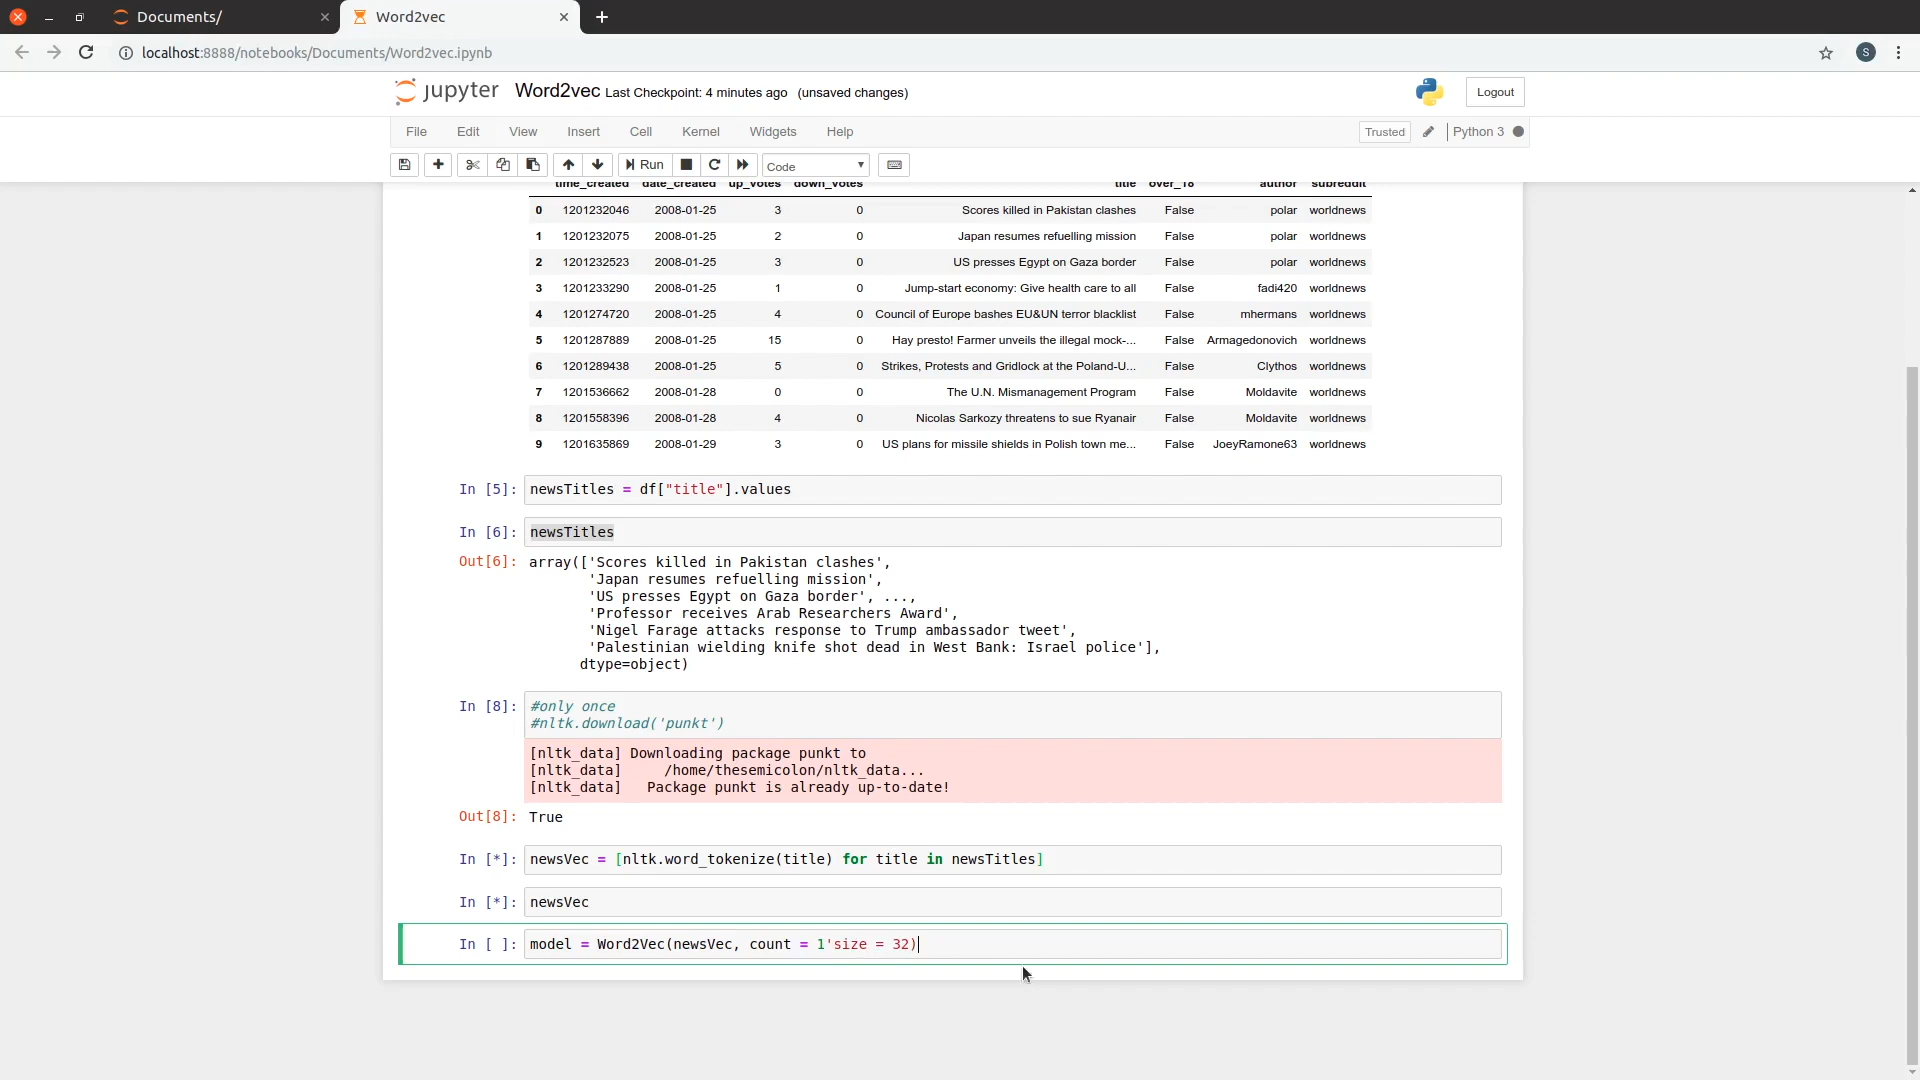 Documents/
Word2vec
localhost:8888/notebooks/Documents/Word2vec.ipynb
S
jupyter Word2vec Last Checkpoint: 4 minutes ago (unsaved changes)
Logout
File Edit View Insert Cell Kernel Widgets Help
Trusted Python 3
Run Code
time_created date_created up_votes down_votes title over_18 author subreddit
0 1201232046 2008-01-25 3 0 Scores killed in Pakistan clashes False polar worldnews
1 1201232075 2008-01-25 2 0 Japan resumes refuelling mission False polar worldnews
2 1201232523 2008-01-25 3 0 US presses Egypt on Gaza border False polar worldnews
3 1201233290 2008-01-25 1 0 Jump-start economy: Give health care to all False fadi420 worldnews
4 1201274720 2008-01-25 4 0 Council of Europe bashes EU&UN terror blacklist False mhermans worldnews
5 1201287889 2008-01-25 15 0 Hay presto! Farmer unveils the illegal mock-... False Armagedonovich worldnews
6 1201289438 2008-01-25 5 0 Strikes, Protests and Gridlock at the Poland-U... False Clythos worldnews
7 1201536662 2008-01-28 0 0 The U.N. Mismanagement Program False Moldavite worldnews
8 1201558396 2008-01-28 4 0 Nicolas Sarkozy threatens to sue Ryanair False Moldavite worldnews
9 1201635869 2008-01-29 3 0 US plans for missile shields in Polish town me... False JoeyRamone63 worldnews
In [5]: newsTitles = df["title"].values
In [6]: newsTitles
Out[6]: array(['Scores killed in Pakistan clashes',
'Japan resumes refuelling mission',
'US presses Egypt on Gaza border', ...,
'Professor receives Arab Researchers Award',
'Nigel Farage attacks response to Trump ambassador tweet',
'Palestinian wielding knife shot dead in West Bank: Israel police'],
dtype=object)
In [8]: #only once
#nltk.download('punkt')
[nltk_data] Downloading package punkt to
[nltk_data] /home/thesemicolon/nltk_data...
[nltk_data] Package punkt is already up-to-date!
Out[8]: True
In [*]: newsVec = [nltk.word_tokenize(title) for title in newsTitles]
In [*]: newsVec
In [ ]: model = Word2Vec(newsVec, count = 1'size = 32)